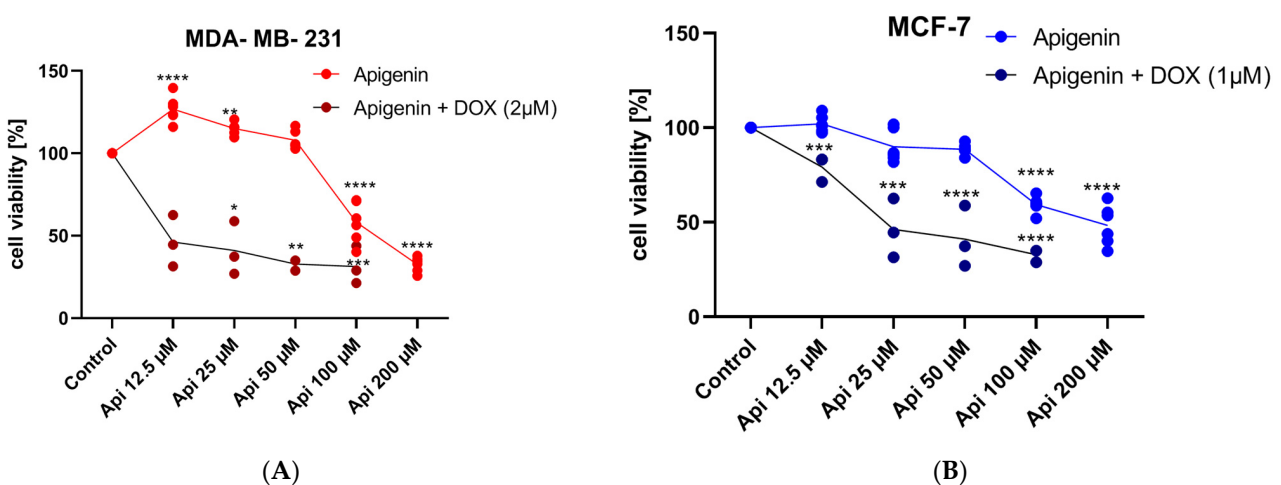 MDA- MB- 231
Apigenin
Apigenin + DOX (2µM)
cell viability [%]
150
100
50
0
****
**
*
**
****
***
****
Control
Api 12.5 µM
Api 25 µM
Api 50 µM
Api 100 µM
Api 200 µM
(A)
MCF-7
Apigenin
Apigenin + DOX (1µM)
cell viability [%]
150
100
50
0
***
***
****
****
****
****
Control
Api 12.5 µM
Api 25 µM
Api 50 µM
Api 100 µM
Api 200 µM
(B)